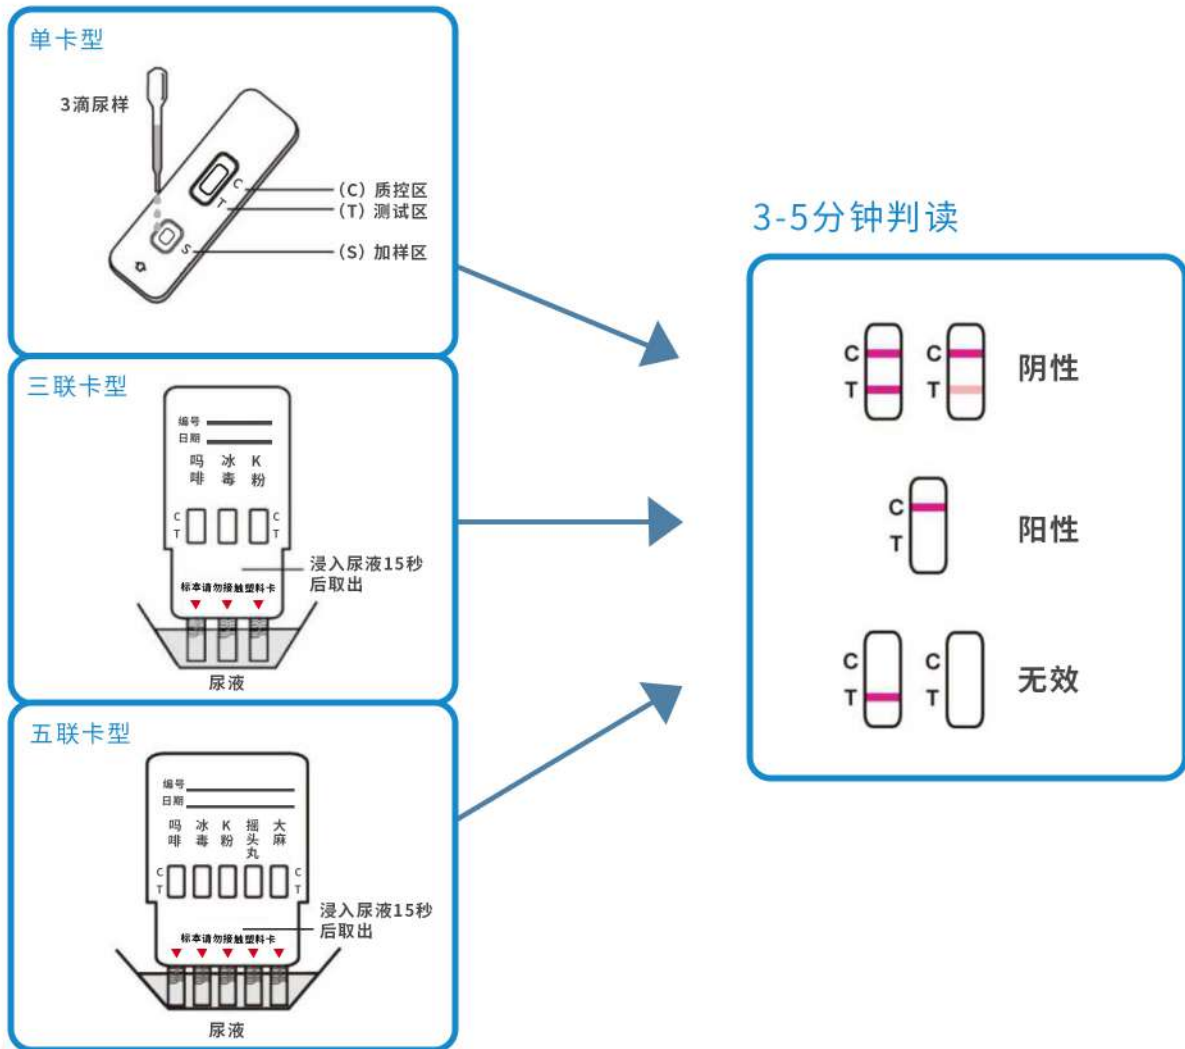 单卡型
3滴尿样
C
T
S
（C）质控区
（T）测试区
（S）加样区
三联卡型
编号
日期
吗啡 冰毒 K粉
C C
T T
浸入尿液15秒
后取出
标本请勿接触塑料卡
尿液
五联卡型
编号
日期
吗啡 冰毒 K粉 摇头丸 大麻
C C
T T
浸入尿液15秒
后取出
标本请勿接触塑料卡
尿液
3-5分钟判读
C C
T T
阴性
C
T
阳性
C C
T T
无效